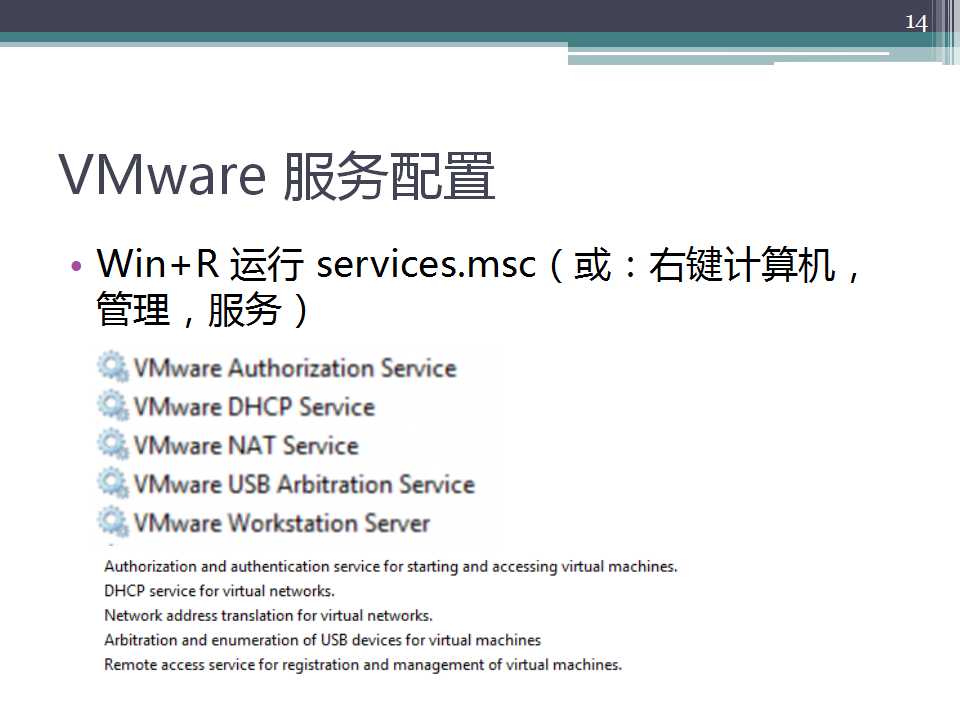 14
VMware 服务配置
• Win+R 运行 services.msc（或：右键计算机，
管理，服务）
VMware Authorization Service
VMware DHCP Service
VMware NAT Service
VMware USB Arbitration Service
VMware Workstation Server
Authorization and authentication service for starting and accessing virtual machines.
DHCP service for virtual networks.
Network address translation for virtual networks.
Arbitration and enumeration of USB devices for virtual machines
Remote access service for registration and management of virtual machines.